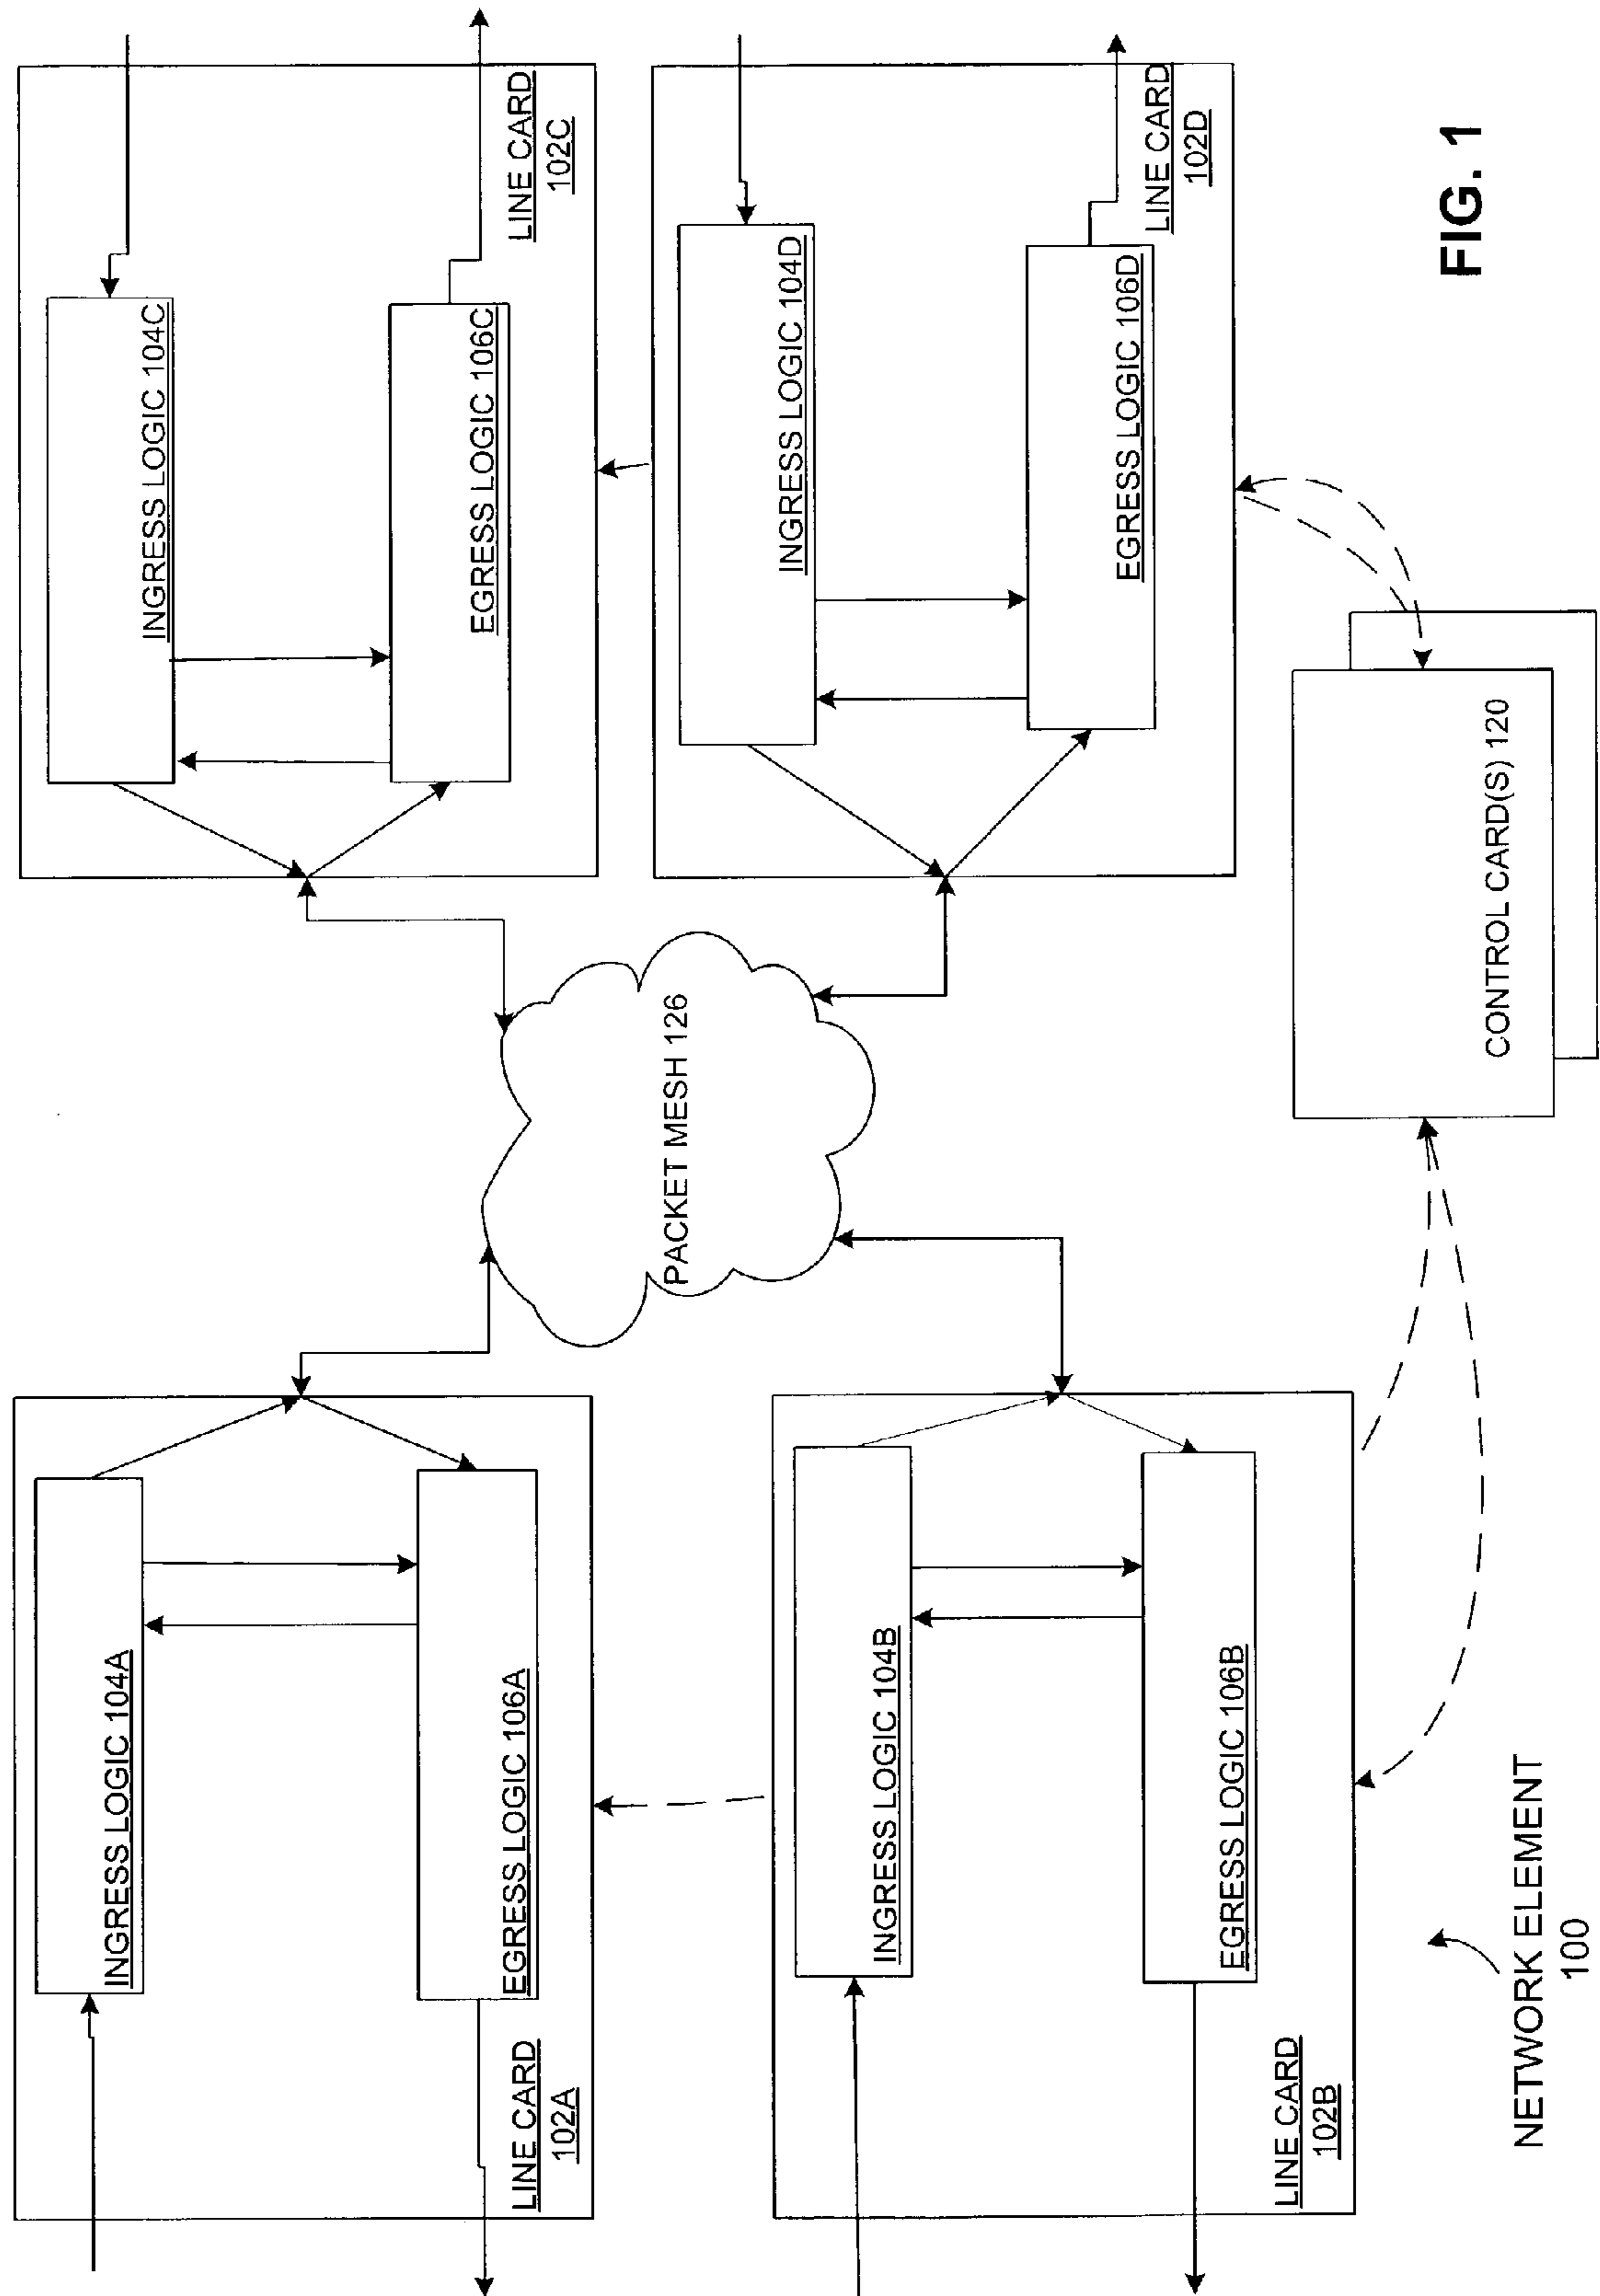 INGRESS LOGIC 104A
EGRESS LOGIC 106A
LINE CARD
102A
INGRESS LOGIC 104C
EGRESS LOGIC 106C
LINE CARD
102C
PACKET MESH 126
INGRESS LOGIC 104B
EGRESS LOGIC 106B
LINE CARD
102B
INGRESS LOGIC 104D
EGRESS LOGIC 106D
LINE CARD
102D
CONTROL CARD(S) 120
NETWORK ELEMENT
100
FIG. 1